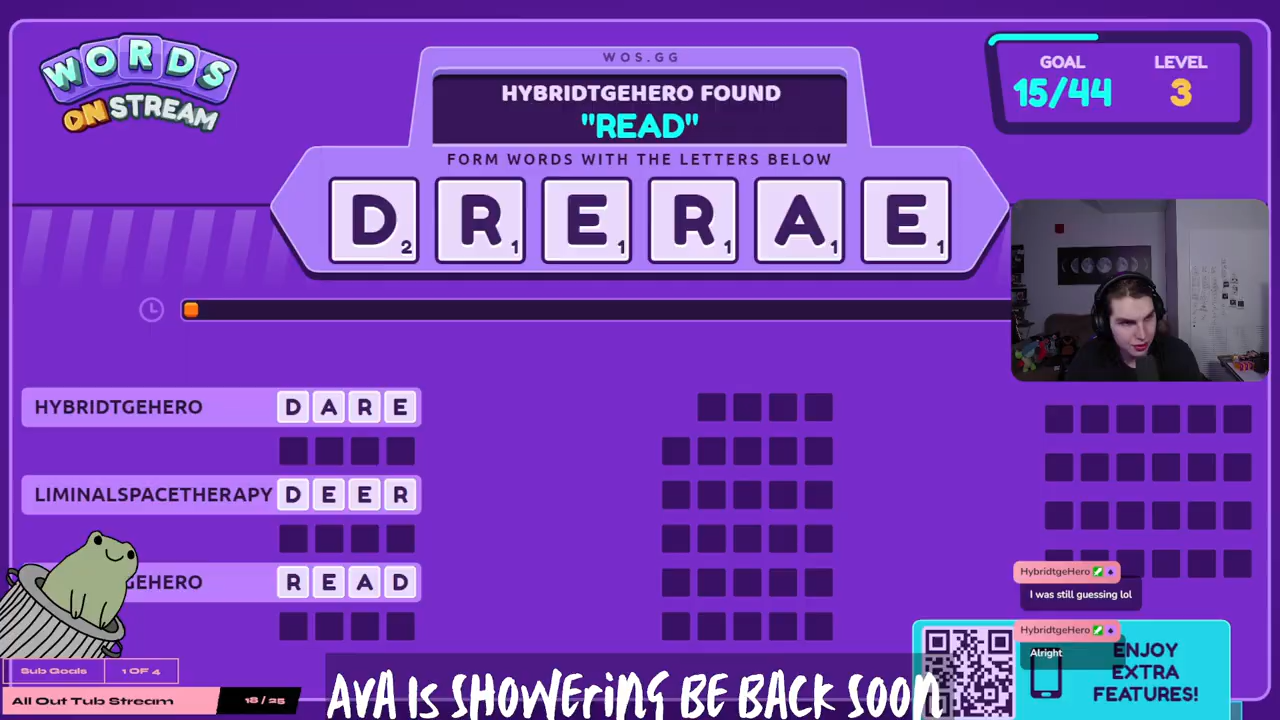 WORDS
ON STREAM
WOS.GG
HYBRIDTGEHERO FOUND
"READ"
FORM WORDS WITH THE LETTERS BELOW
D2 R1 E1 R1 A1 E1
GOAL
15/44
LEVEL
3
HYBRIDTGEHERO DARE
LIMINALSPACETHERAPY DEER
GEHERO READ
HybridtgeHero
I was still guessing lol
HybridtgeHero
Alright
ENJOY
EXTRA
FEATURES!
Sub Goals 1 OF 4
All Out Tub Stream 18/25
AVA IS SHOWERING BE BACK SOON